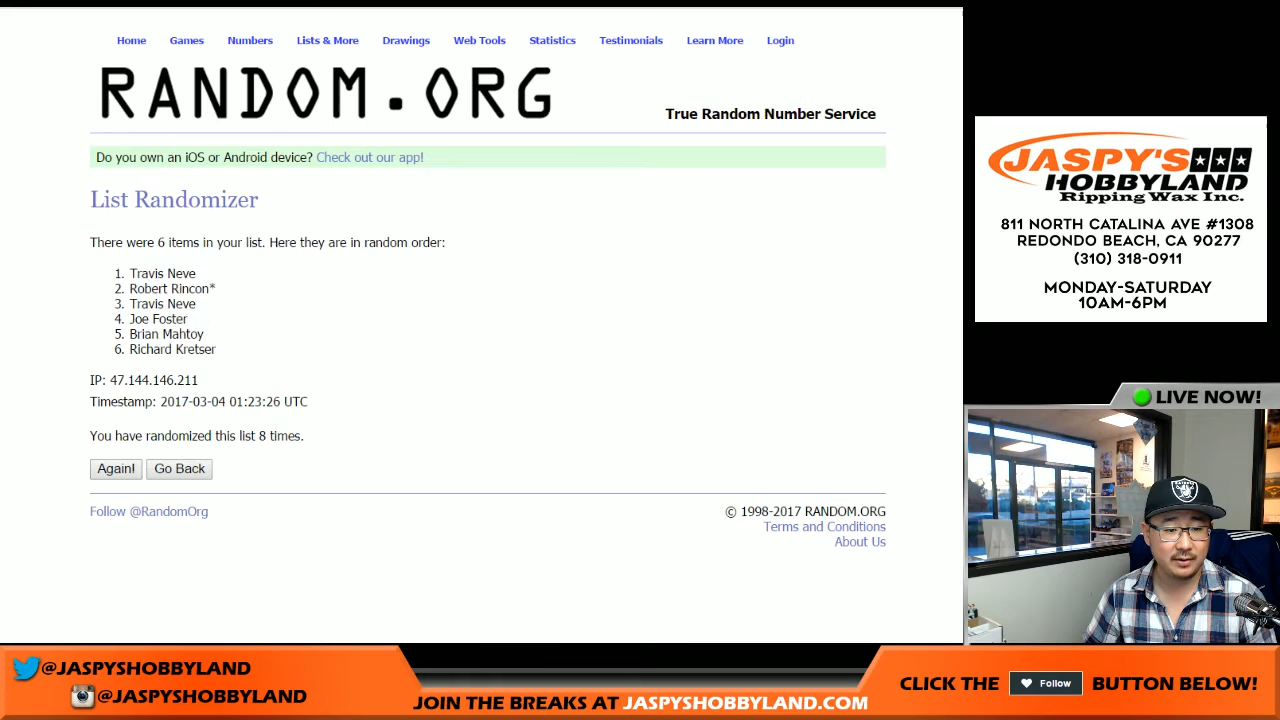 Home Games Numbers Lists & More Drawings Web Tools Statistics Testimonials Learn More Login
RANDOM.ORG
True Random Number Service
Do you own an iOS or Android device? Check out our app!
List Randomizer
There were 6 items in your list. Here they are in random order:
1. Travis Neve
2. Robert Rincon*
3. Travis Neve
4. Joe Foster
5. Brian Mahtoy
6. Richard Kretser
IP: 47.144.146.211
Timestamp: 2017-03-04 01:23:26 UTC
You have randomized this list 8 times.
Again! Go Back
Follow @RandomOrg
© 1998-2017 RANDOM.ORG
Terms and Conditions
About Us
JASPY'S
HOBBYLAND
Ripping Wax Inc.
811 NORTH CATALINA AVE #1308
REDONDO BEACH, CA 90277
(310) 318-0911
MONDAY-SATURDAY
10AM-6PM
LIVE NOW!
RAIDERS
@JASPYSHOBBYLAND
@JASPYSHOBBYLAND
JOIN THE BREAKS AT JASPYSHOBBYLAND.COM
CLICK THE Follow BUTTON BELOW!